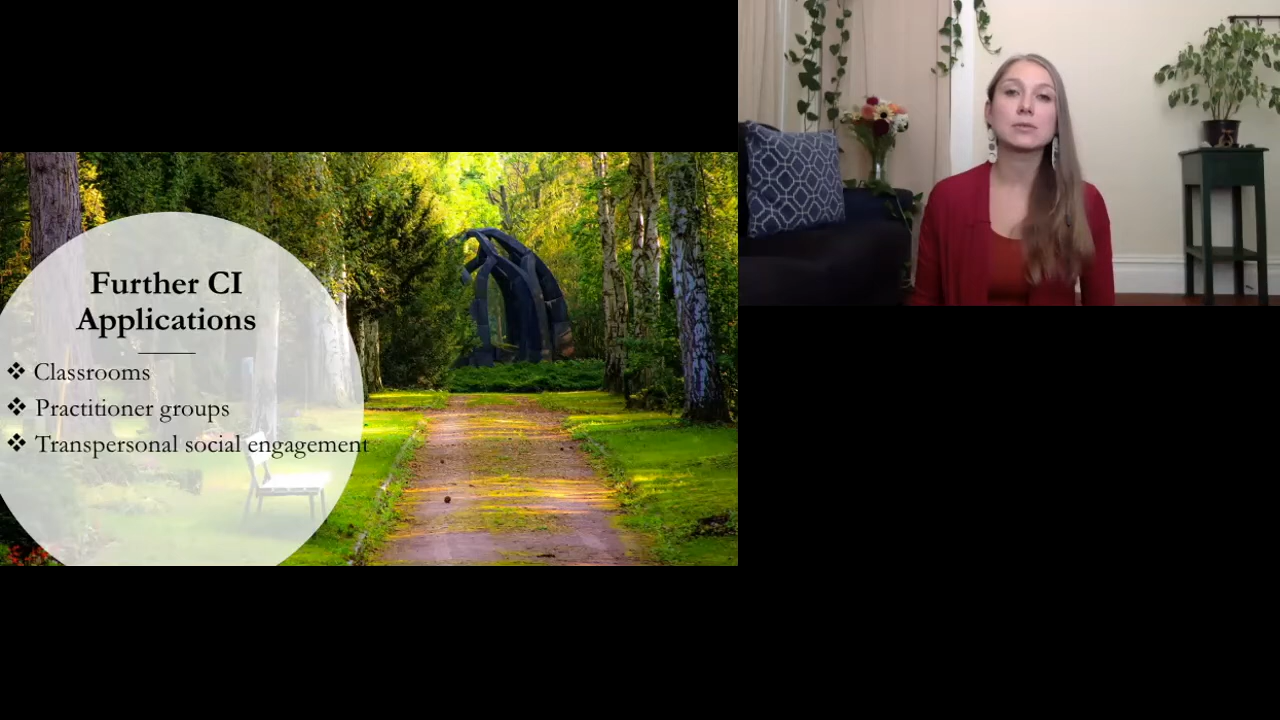 Further CI
Applications
❖ Classrooms
❖ Practitioner groups
❖ Transpersonal social engagement